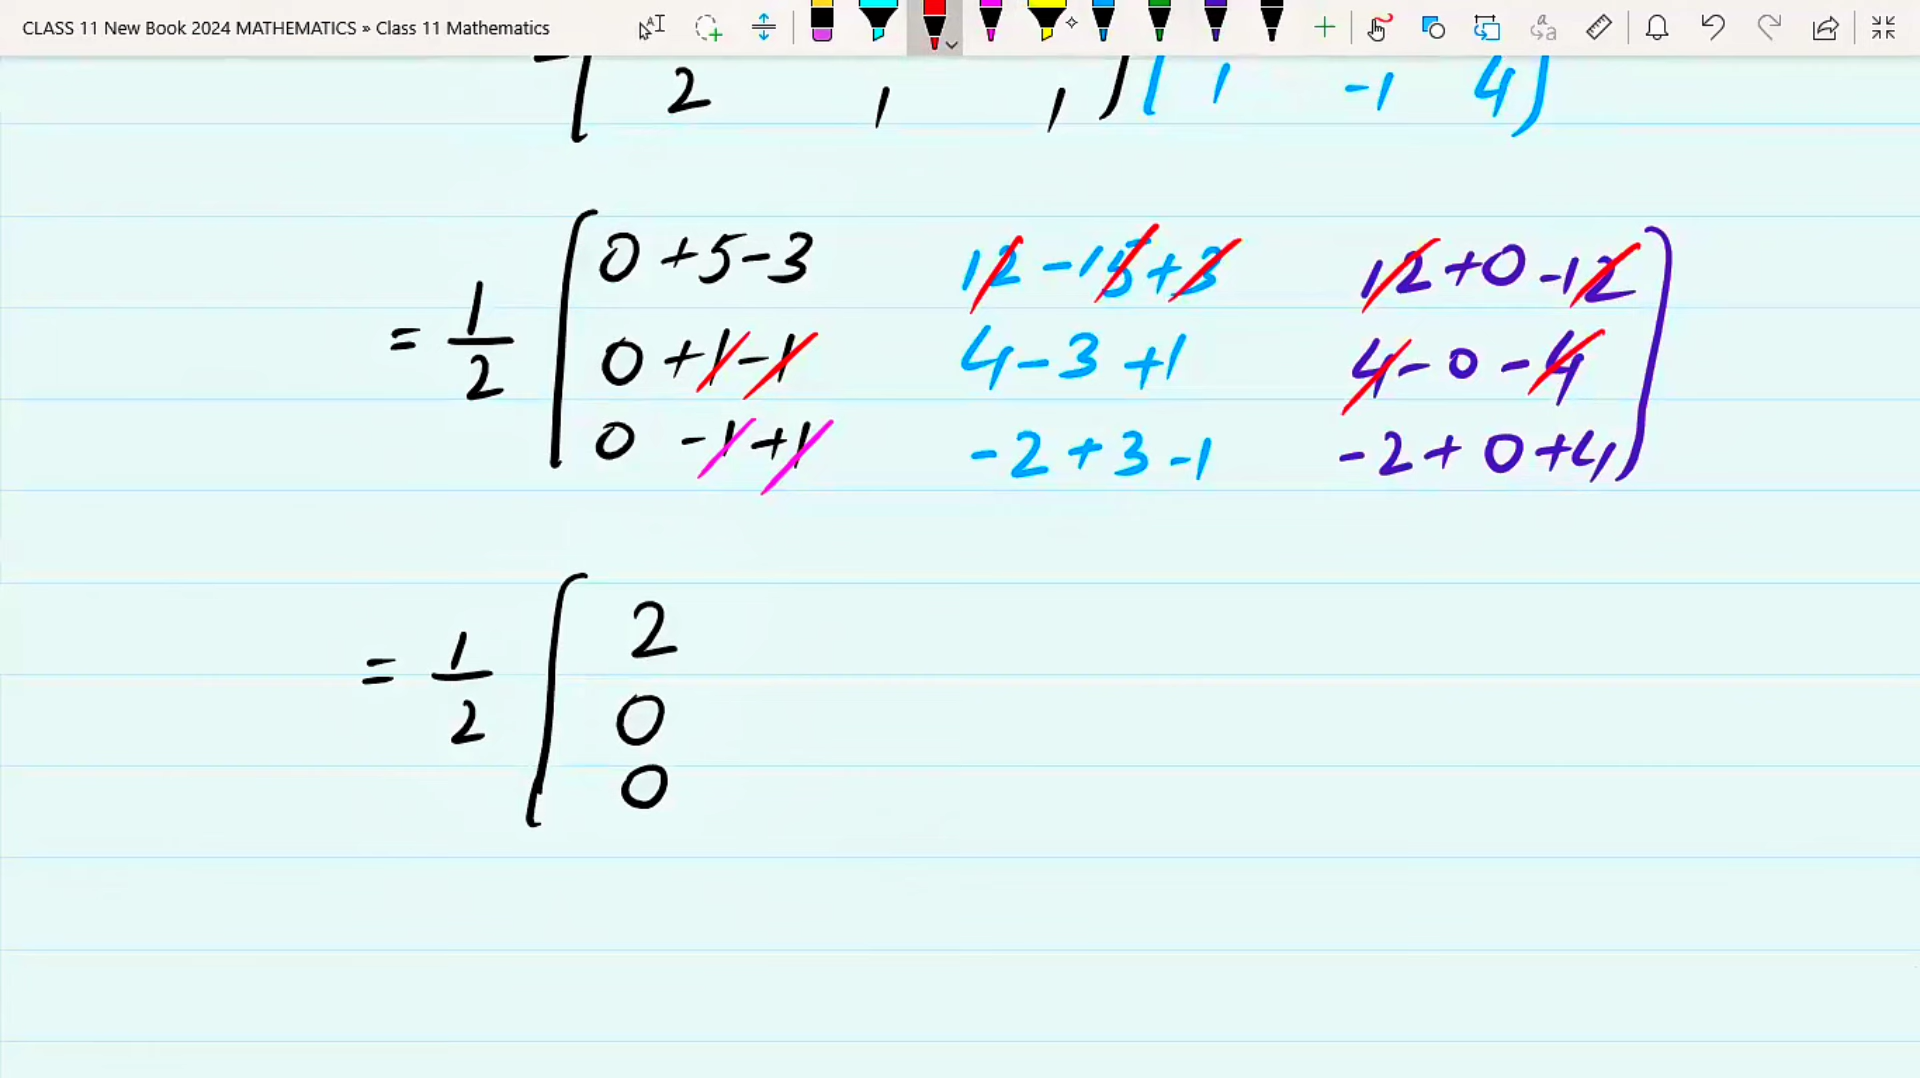 CLASS 11 New Book 2024 MATHEMATICS » Class 11 Mathematics
2 1 1 1 -1 4
0 +5 -3 12 -15 +3 12 +0 -12
= 1/2 0 +1 -1 4 -3 +1 4 - 0 - 4
0 -1 +1 -2 +3 -1 -2 + 0 +4
2
= 1/2 0
0